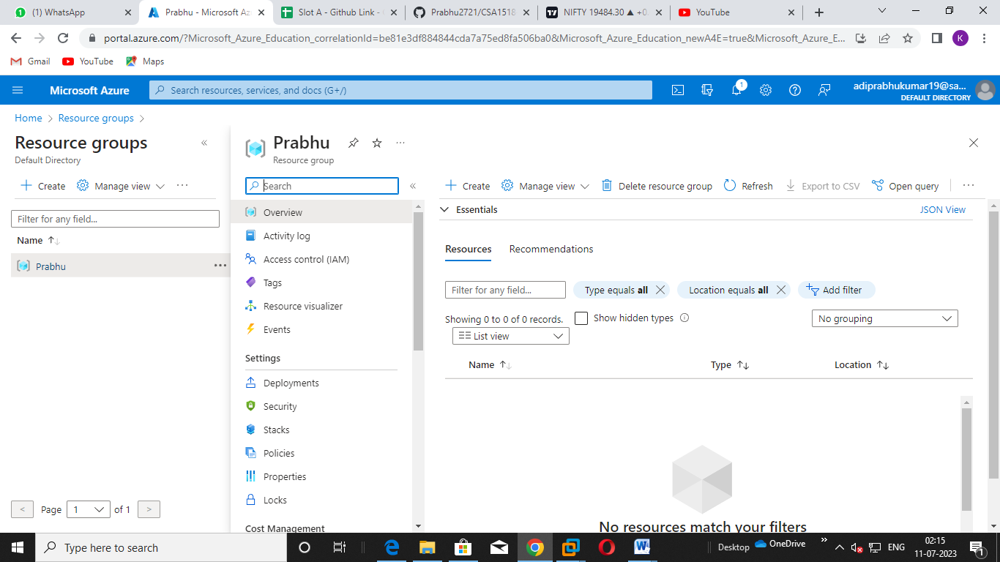 (1) WhatsApp
Prabhu - Microsoft Az
Slot A - Github Link -
Prabhu2721/CSA1518
NIFTY 19484.30 ▲ +0.
YouTube
portal.azure.com/?Microsoft_Azure_Education_correlationId=be81e3df884844cda7a75ed8fa506ba0&Microsoft_Azure_Education_newA4E=true&Microsoft_Azure_E...
K
Gmail
YouTube
Maps
Microsoft Azure
Search resources, services, and docs (G+/)
1
adiprabhukumar19@sa...
DEFAULT DIRECTORY
Home > Resource groups >
Resource groups
Default Directory
Create
Manage view
Filter for any field...
Name
Prabhu
Page 1 of 1
Prabhu
Resource group
Search
Overview
Activity log
Access control (IAM)
Tags
Resource visualizer
Events
Settings
Deployments
Security
Stacks
Policies
Properties
Locks
Cost Management
Create
Manage view
Delete resource group
Refresh
Export to CSV
Open query
Essentials
JSON View
Resources
Recommendations
Filter for any field...
Type equals all
Location equals all
Add filter
Showing 0 to 0 of 0 records.
Show hidden types
No grouping
List view
Name
Type
Location
No resources match your filters
Type here to search
Desktop
OneDrive
ENG
02:15
11-07-2023
1